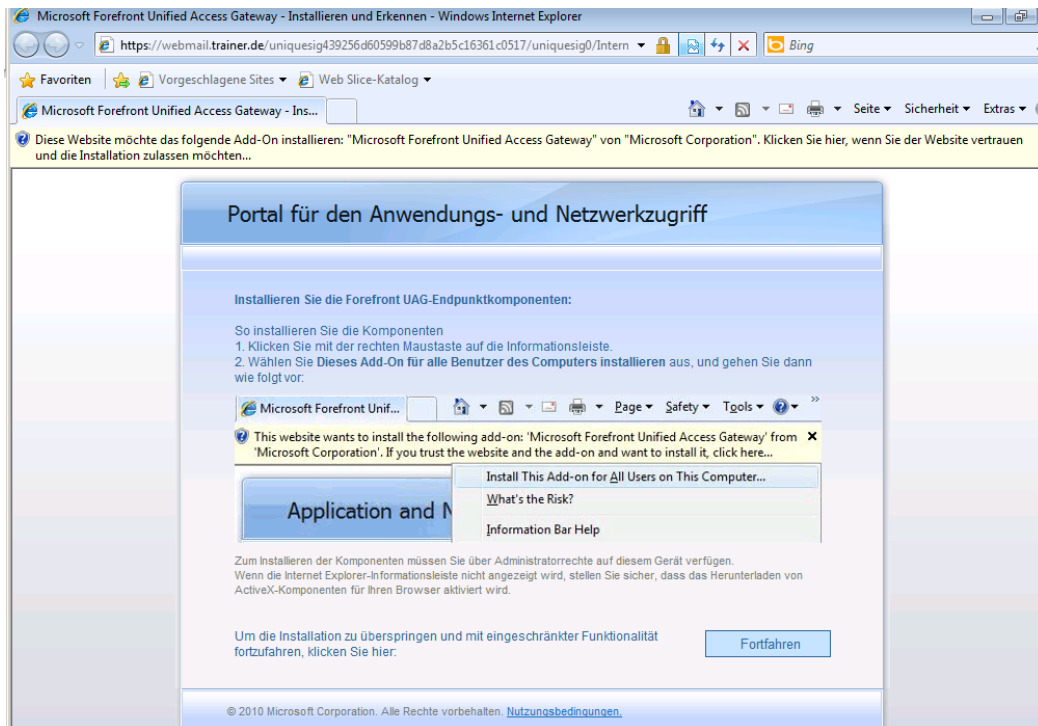 Microsoft Forefront Unified Access Gateway - Installieren und Erkennen - Windows Internet Explorer
https://webmail.trainer.de/uniquesig439256d60599b87d8a2b5c16361c0517/uniquesig0/Intern
Bing
Favoriten
Vorgeschlagene Sites
Web Slice-Katalog
Microsoft Forefront Unified Access Gateway - Ins...
Seite
Sicherheit
Extras
Diese Website möchte das folgende Add-On installieren: "Microsoft Forefront Unified Access Gateway" von "Microsoft Corporation". Klicken Sie hier, wenn Sie der Website vertrauen
und die Installation zulassen möchten...
Portal für den Anwendungs- und Netzwerkzugriff
Installieren Sie die Forefront UAG-Endpunktkomponenten:
So installieren Sie die Komponenten
1. Klicken Sie mit der rechten Maustaste auf die Informationsleiste.
2. Wählen Sie Dieses Add-On für alle Benutzer des Computers installieren aus, und gehen Sie dann
wie folgt vor:
Microsoft Forefront Unif...
Page
Safety
Tools
»
This website wants to install the following add-on: 'Microsoft Forefront Unified Access Gateway' from
'Microsoft Corporation'. If you trust the website and the add-on and want to install it, click here...
Install This Add-on for All Users on This Computer...
What's the Risk?
Application and N
Information Bar Help
Zum Installieren der Komponenten müssen Sie über Administratorrechte auf diesem Gerät verfügen.
Wenn die Internet Explorer-Informationsleiste nicht angezeigt wird, stellen Sie sicher, dass das Herunterladen von
ActiveX-Komponenten für Ihren Browser aktiviert wird.
Um die Installation zu überspringen und mit eingeschränkter Funktionalität
fortzufahren, klicken Sie hier:
Fortfahren
© 2010 Microsoft Corporation. Alle Rechte vorbehalten. Nutzungsbedingungen.